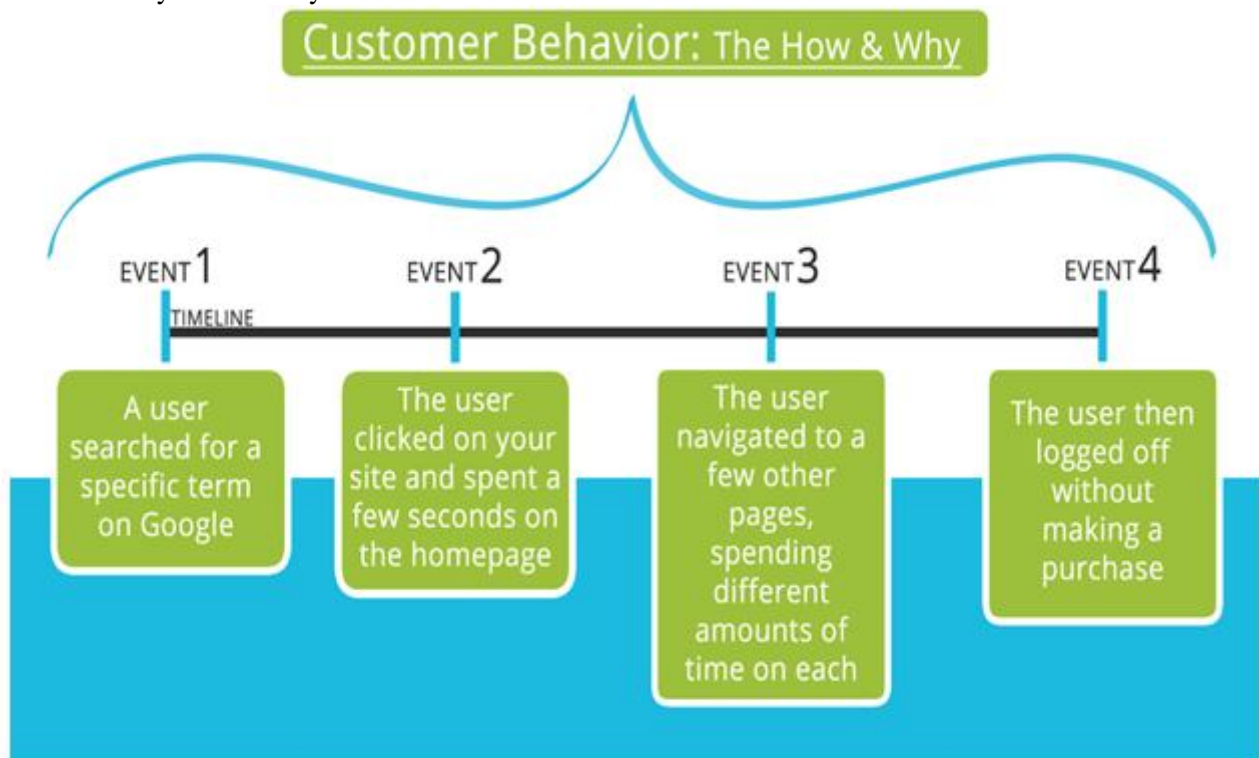 Customer Behavior: The How & Why
EVENT 1
EVENT 2
EVENT 3
EVENT 4
TIMELINE
A user
searched for a
specific term
on Google
The user
clicked on your
site and spent a
few seconds on
the homepage
The user
navigated to a
few other
pages,
spending
different
amounts of
time on each
The user then
logged off
without
making a
purchase